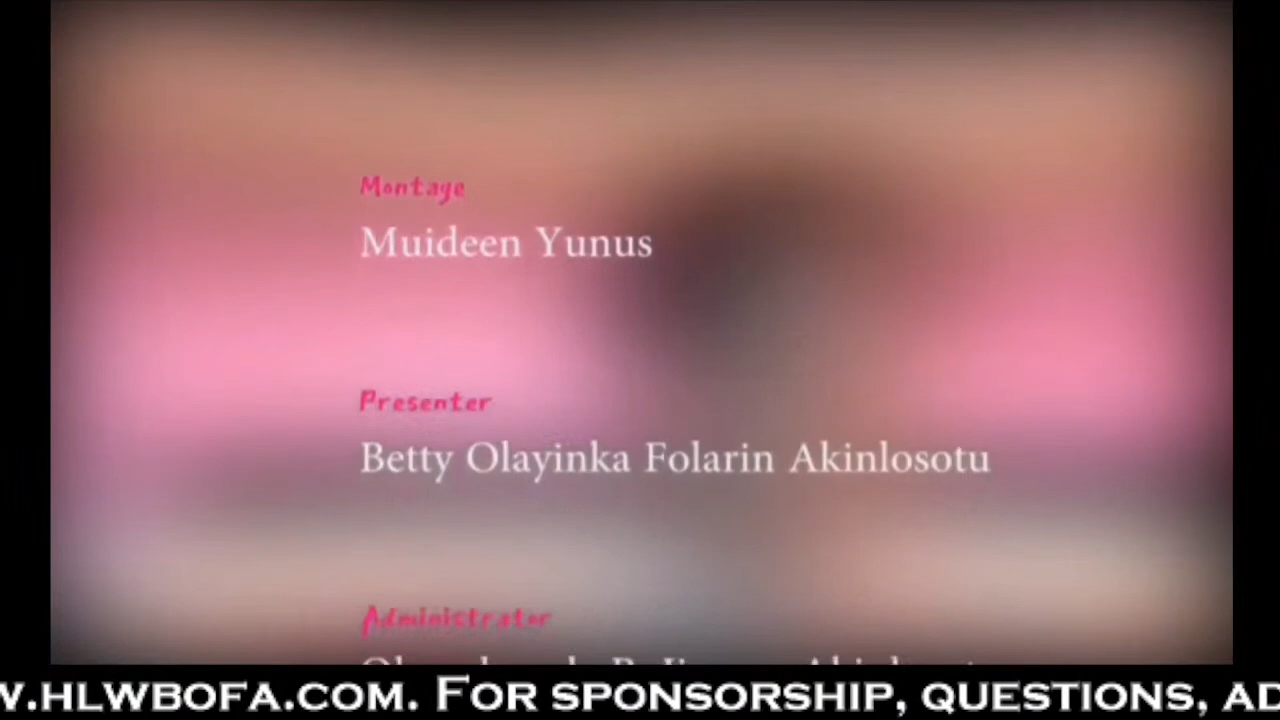 Montage
Muideen Yunus
Presenter
Betty Olayinka Folarin Akinlosotu
Administrator
W.HLWBOFA.COM. FOR SPONSORSHIP, QUESTIONS, AD